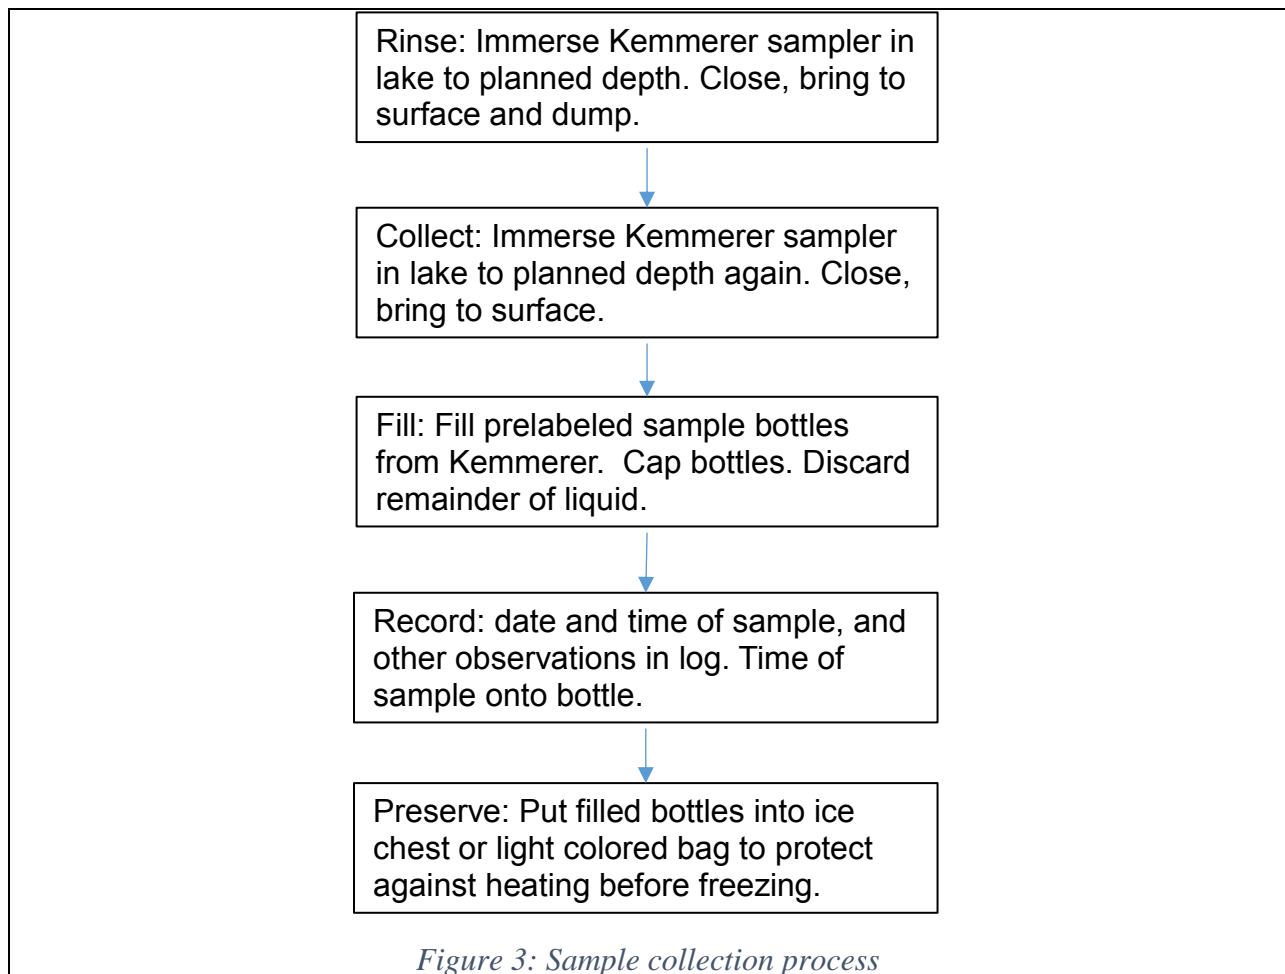 Rinse: Immerse Kemmerer sampler in
lake to planned depth. Close, bring to
surface and dump.
Collect: Immerse Kemmerer sampler
in lake to planned depth again. Close,
bring to surface.
Fill: Fill prelabeled sample bottles
from Kemmerer.  Cap bottles. Discard
remainder of liquid.
Record: date and time of sample, and
other observations in log. Time of
sample onto bottle.
Preserve: Put filled bottles into ice
chest or light colored bag to protect
against heating before freezing.
Figure 3: Sample collection process